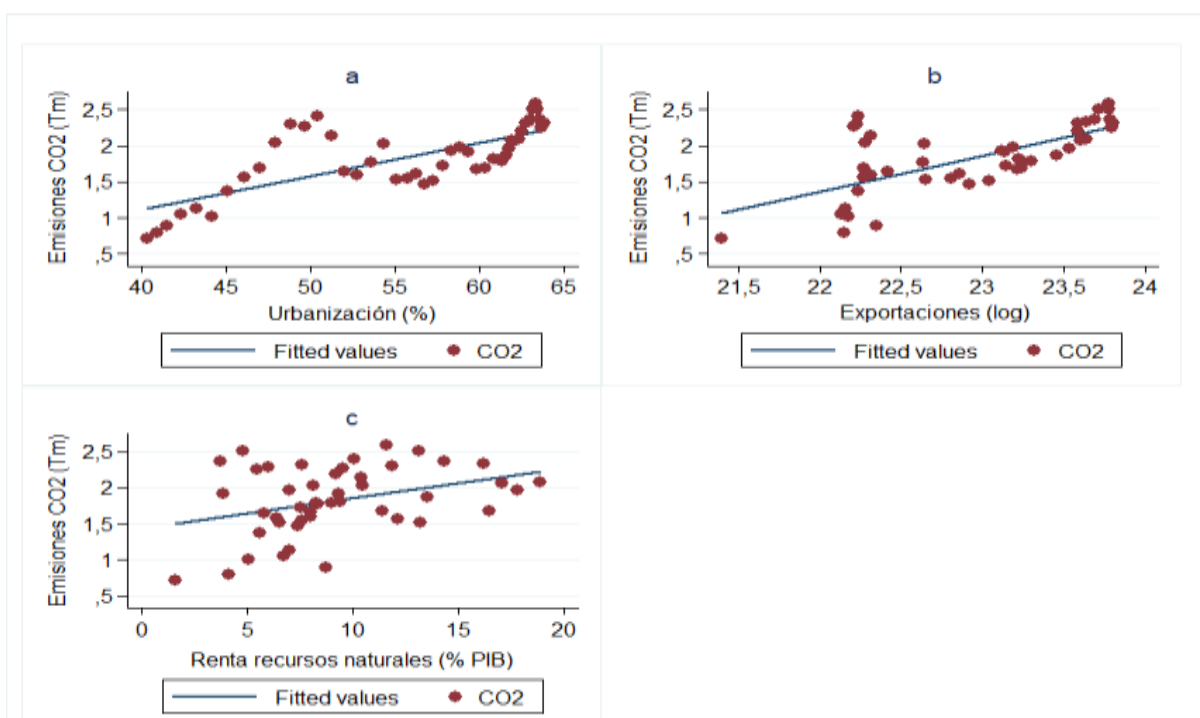 a
Emisiones CO2 (Tm)
2,5
2
1,5
1
,5
40 45 50 55 60 65
Urbanización (%)
Fitted values CO2
b
Emisiones CO2 (Tm)
2,5
2
1,5
1
,5
21,5 22 22,5 23 23,5 24
Exportaciones (log)
Fitted values CO2
c
Emisiones CO2 (Tm)
2,5
2
1,5
1
,5
0 5 10 15 20
Renta recursos naturales (% PIB)
Fitted values CO2